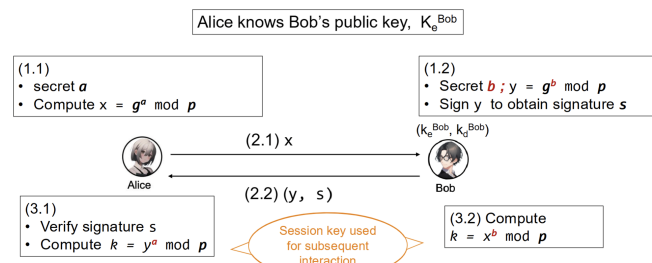 Alice knows Bob's public key, KₑBᵒᵇ
(1.1)
• secret a
• Compute x = gᵃ mod p
(1.2)
• Secret b ; y = gᵇ mod p
• Sign y to obtain signature s
(kₑᴮᵒᵇ, k_dᴮᵒᵇ)
(2.1) x
Alice
Bob
(2.2) (y, s)
(3.1)
• Verify signature s
• Compute k = yᵃ mod p
(3.2) Compute
k = xᵇ mod p
Session key used
for subsequent
interaction